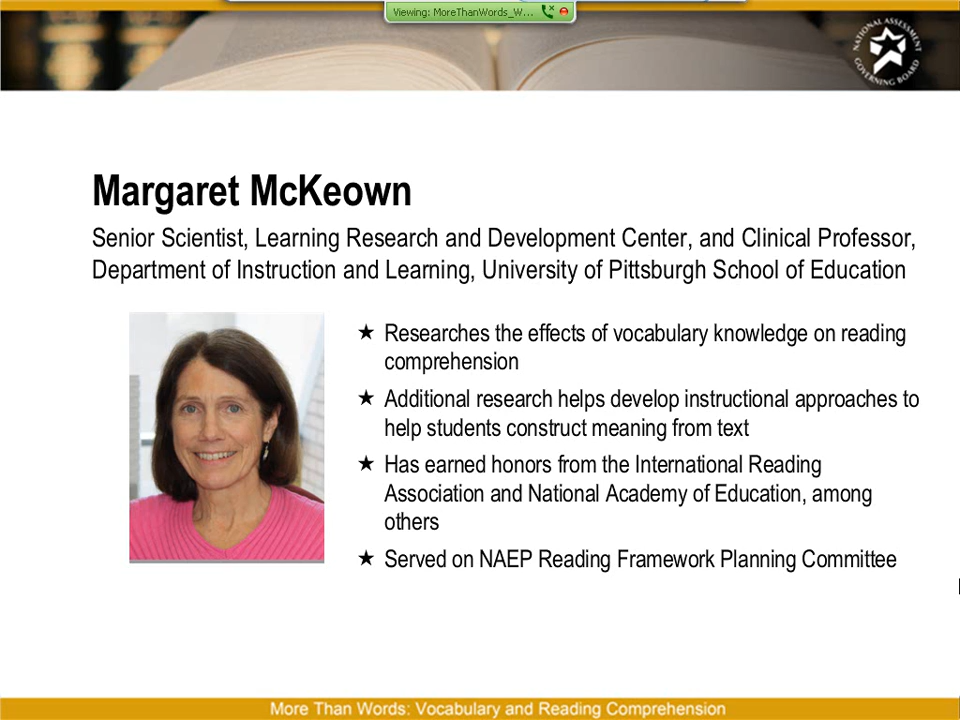 Viewing: MoreThanWords_W...
NATIONAL ASSESSMENT
GOVERNING BOARD
Margaret McKeown
Senior Scientist, Learning Research and Development Center, and Clinical Professor,
Department of Instruction and Learning, University of Pittsburgh School of Education
★ Researches the effects of vocabulary knowledge on reading
comprehension
★ Additional research helps develop instructional approaches to
help students construct meaning from text
★ Has earned honors from the International Reading
Association and National Academy of Education, among
others
★ Served on NAEP Reading Framework Planning Committee
More Than Words: Vocabulary and Reading Comprehension